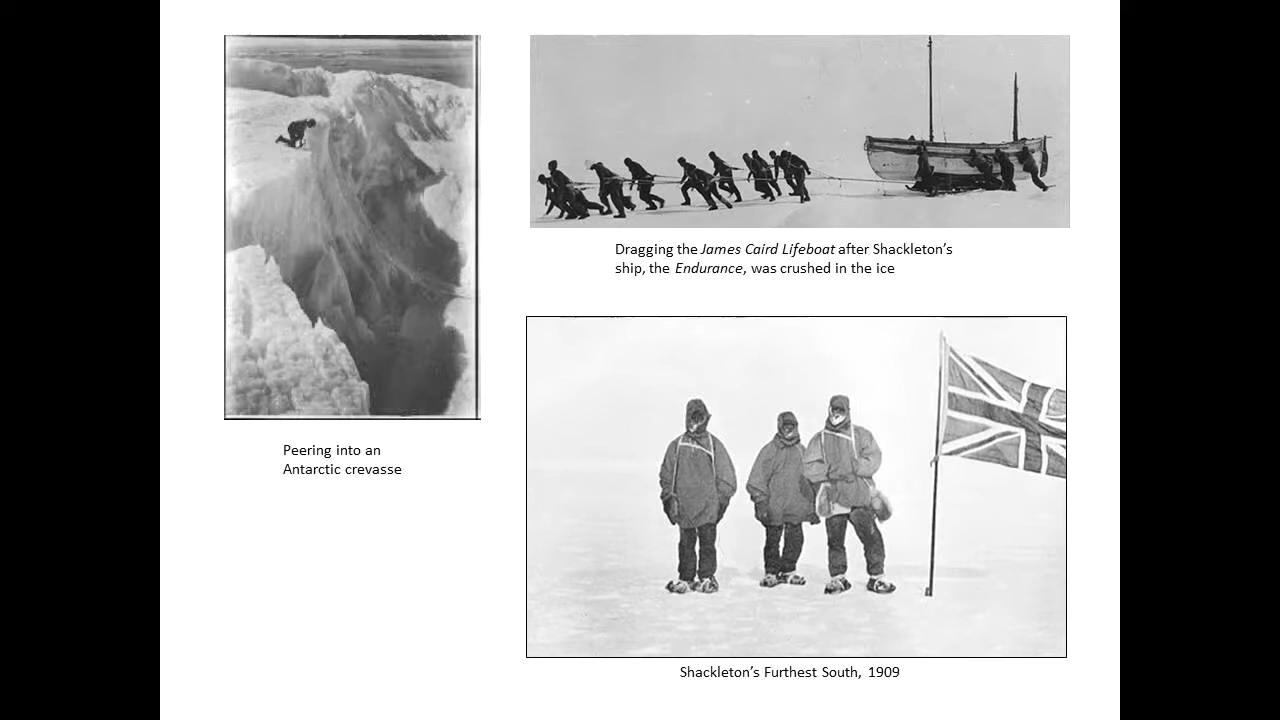 Dragging the James Caird Lifeboat after Shackleton’s
ship, the Endurance, was crushed in the ice
Peering into an
Antarctic crevasse
Shackleton’s Furthest South, 1909